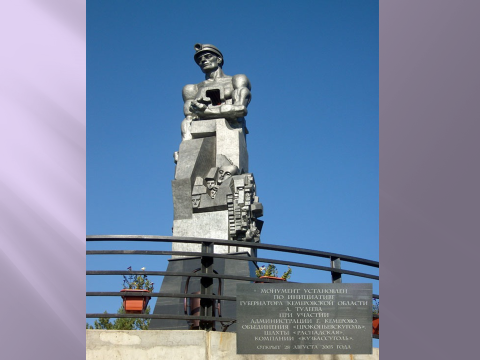 МОНУМЕНТ УСТАНОВЛЕН
ПО ИНИЦИАТИВЕ
ГУБЕРНАТОРА КЕМЕРОВСКОЙ ОБЛАСТИ
А. ТУЛЕЕВА
ПРИ УЧАСТИИ
АДМИНИСТРАЦИИ Г. КЕМЕРОВО
ОБЪЕДИНЕНИЯ «ПРОКОПЬЕВСКУГОЛЬ»
ШАХТЫ «РАСПАДСКАЯ»
КОМПАНИИ «КУЗБАССУГОЛЬ»
ОТКРЫТ 28 АВГУСТА 2003 ГОДА